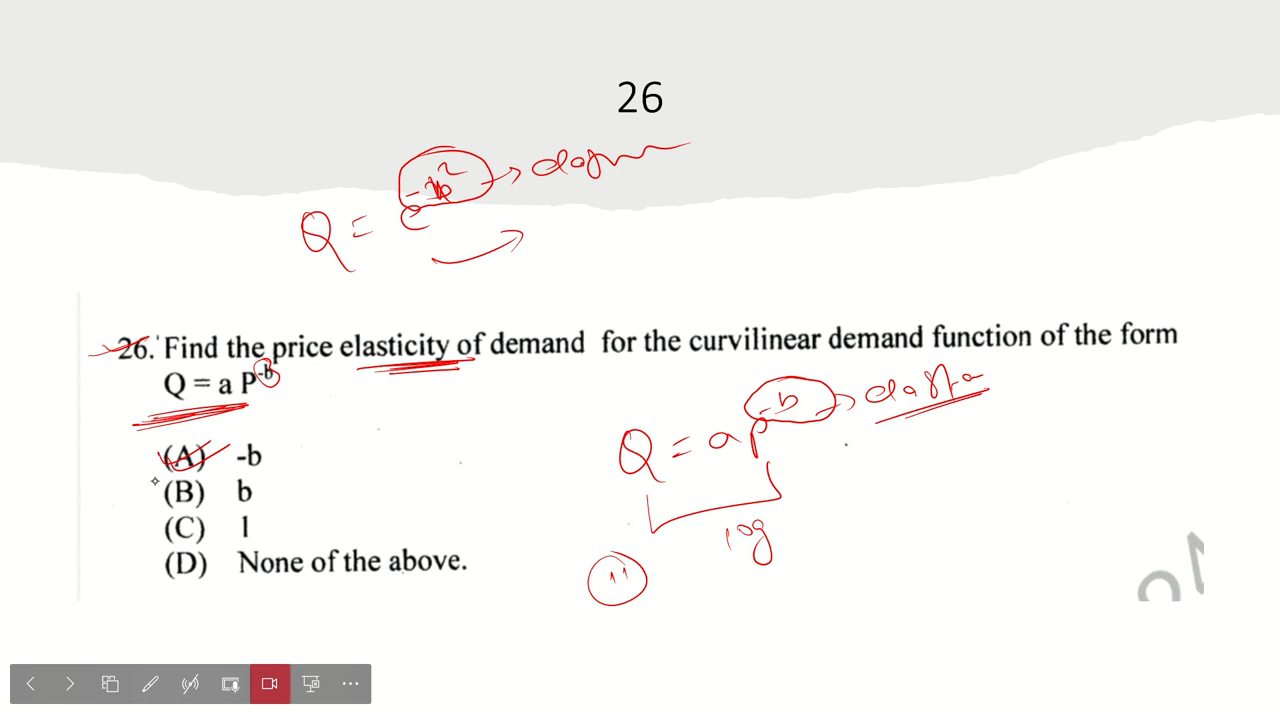 26
Q = e
26. Find the price elasticity of demand for the curvilinear demand function of the form
Q = a P^-b
Q = a p^-b
(A) -b
(B) b
(C) 1
log
(D) None of the above.